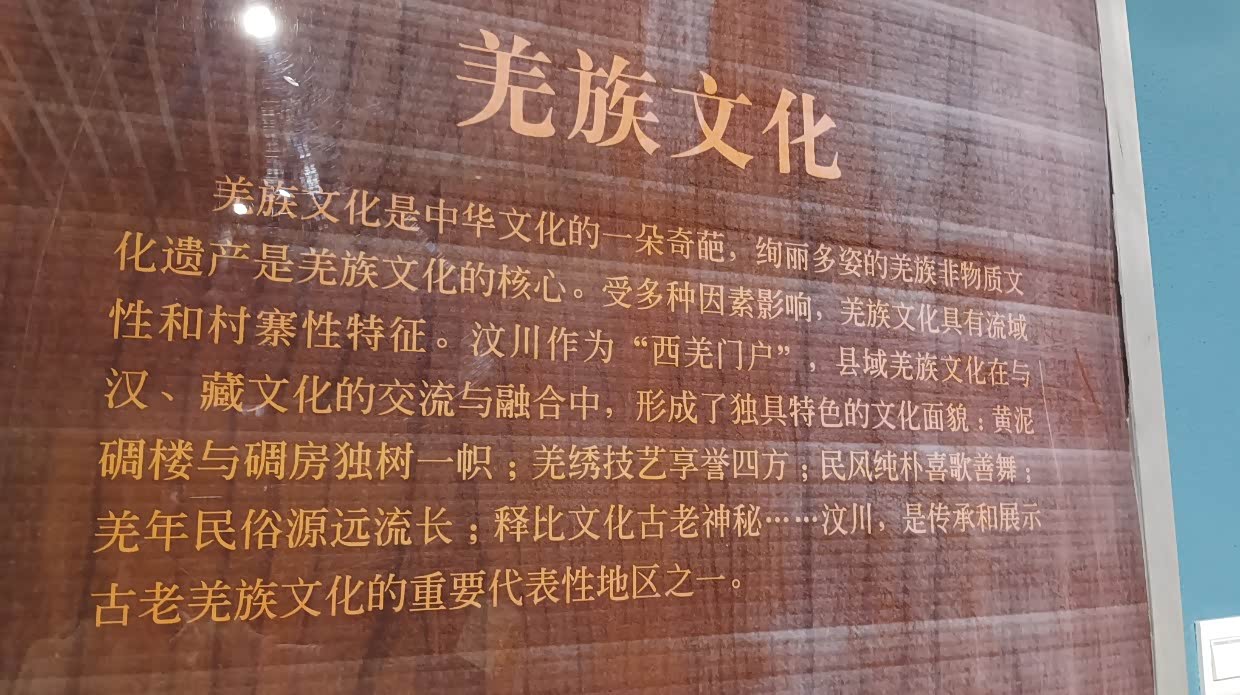 羌族文化
羌族文化是中华文化的一朵奇葩，绚丽多姿的羌族非物质文
化遗产是羌族文化的核心。受多种因素影响，羌族文化具有流域
性和村寨性特征。汶川作为“西羌门户”，县域羌族文化在与
汉、藏文化的交流与融合中，形成了独具特色的文化面貌：黄泥
碉楼与碉房独树一帜；羌绣技艺享誉四方；民风纯朴喜歌善舞；
羌年民俗源远流长；释比文化古老神秘……汶川，是传承和展示
古老羌族文化的重要代表性地区之一。